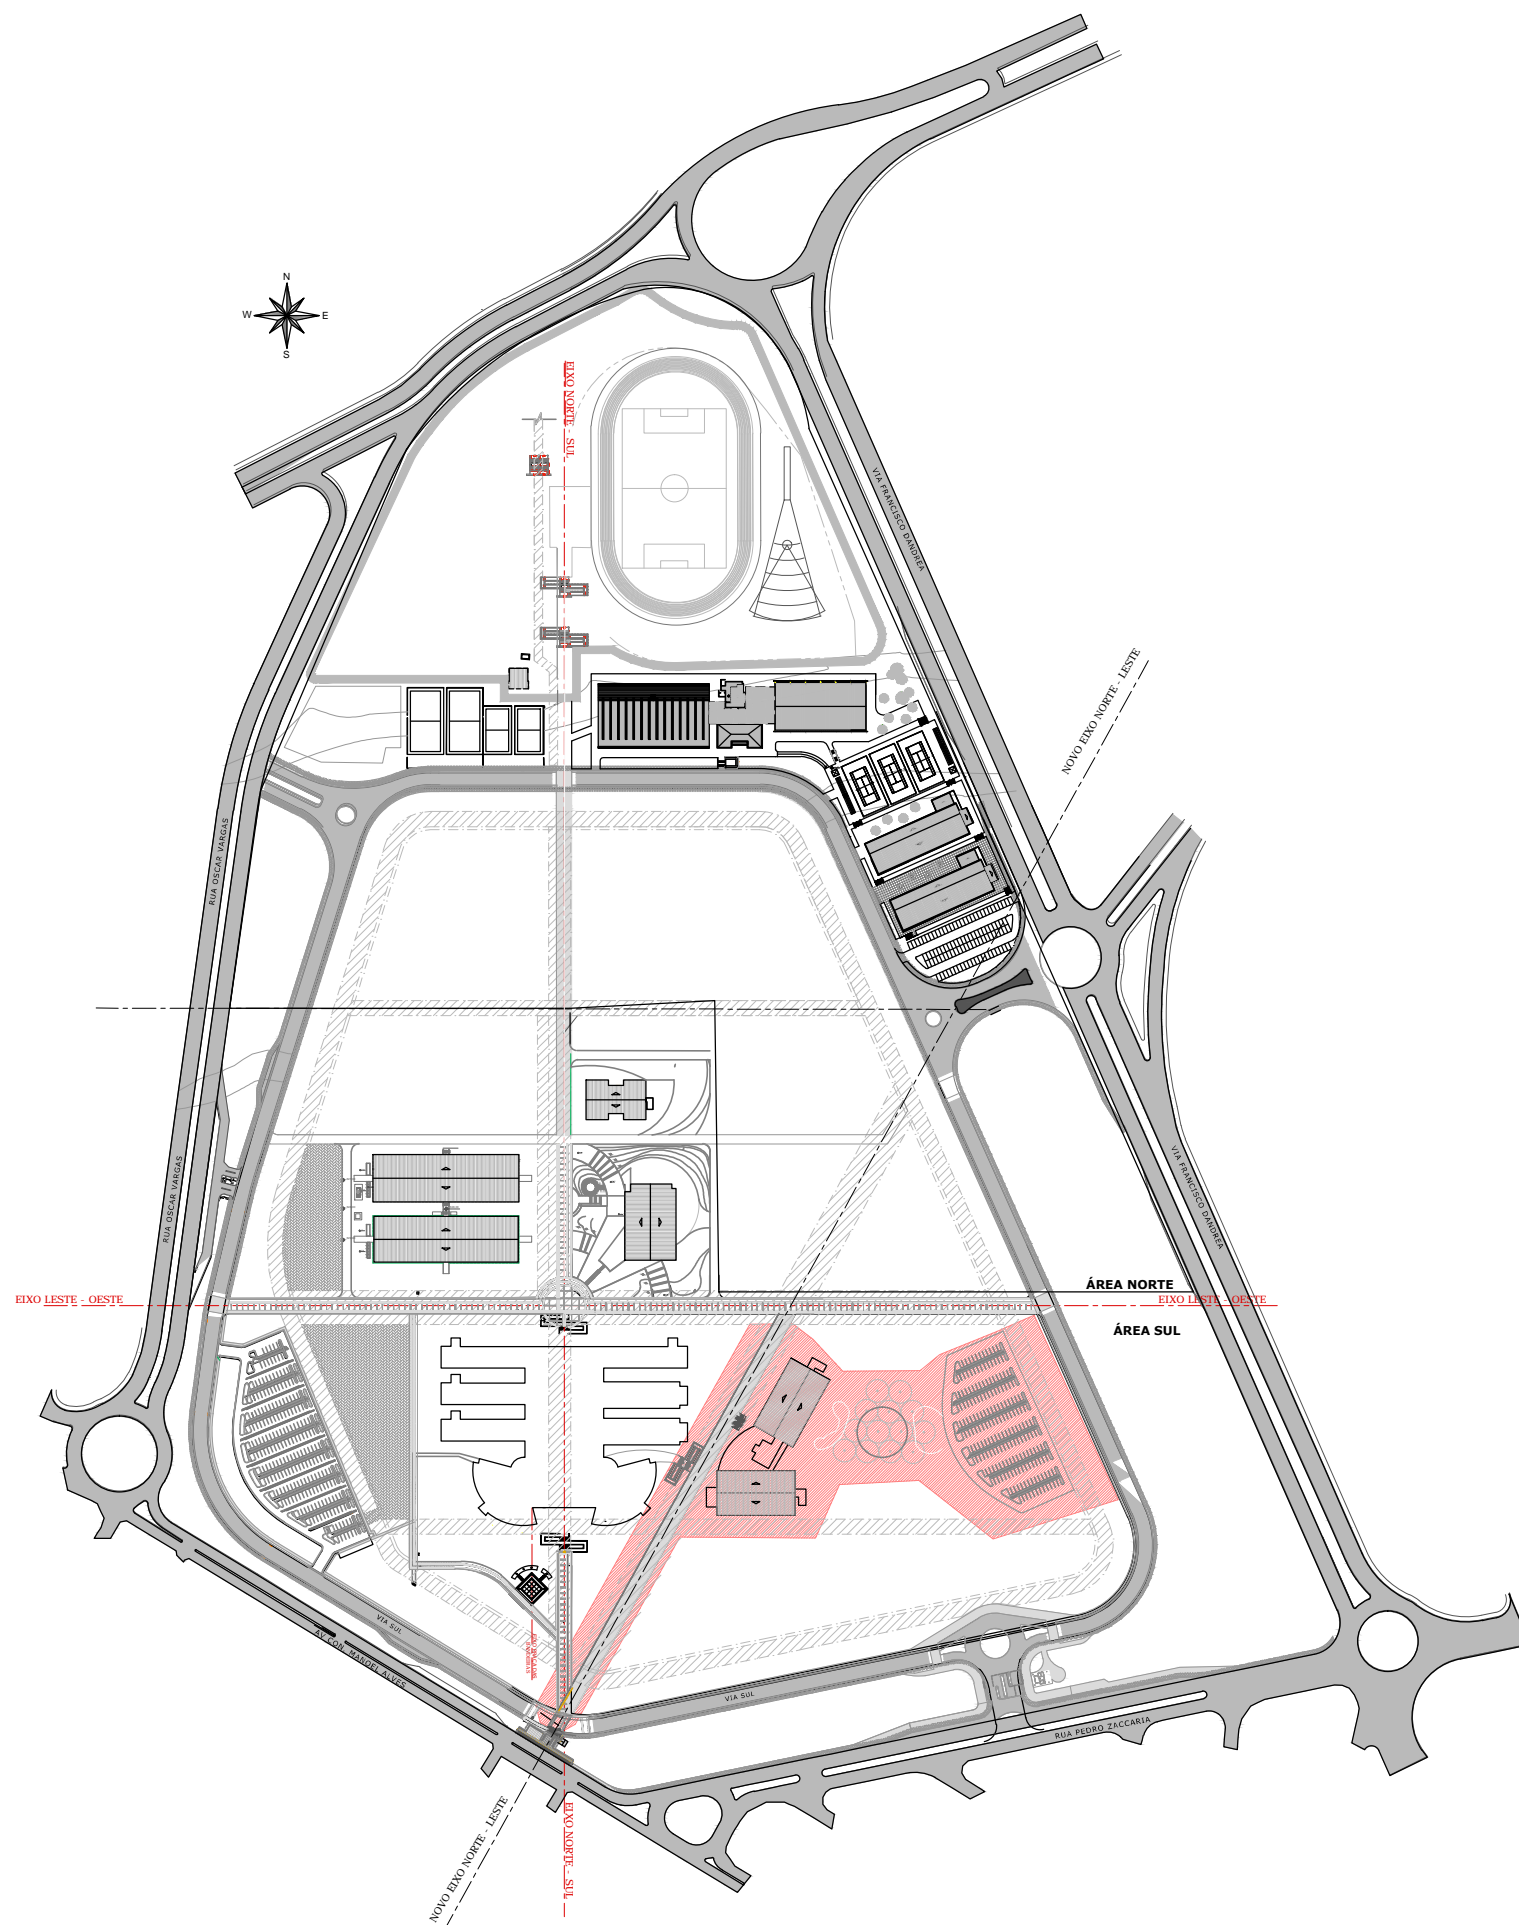 N
W
E
S
EIXO NORTE - SUL
VIA FRANCISCO DANDREA
NOVO EIXO NORTE - LESTE
RUA OSCAR VARGAS
RUA OSCAR VARGAS
VIA FRANCISCO DANDREA
ÁREA NORTE
EIXO LESTE - OESTE
EIXO LESTE - OESTE
ÁREA SUL
VIA SUL
AV CON. MANOEL ALVES
VIA SUL
RUA PEDRO ZACCARIA
NOVO EIXO NORTE - LESTE
EIXO NORTE - SUL